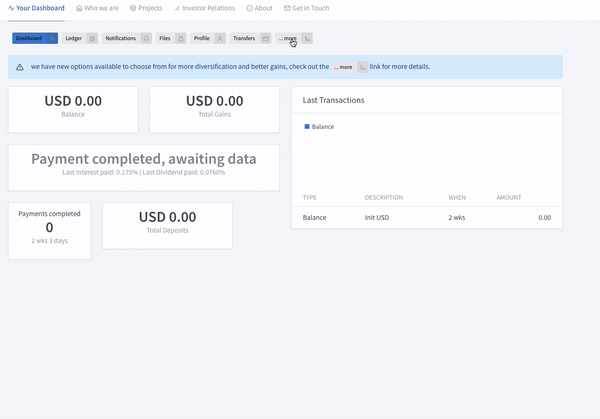 Your Dashboard Who we are Projects Investor Relations About Get in Touch
Dashboard Ledger Notifications Files Profile Transfers ... more
we have new options available to choose from for more diversification and better gains, check out the ... more link for more details.
USD 0.00
Balance
USD 0.00
Total Gains
Payment completed, awaiting data
Last Interest paid: 0.175% | Last Dividend paid: 0.0760%
Payments completed
0
2 wks 3 days
USD 0.00
Total Deposits
Last Transactions
Balance
TYPE DESCRIPTION WHEN AMOUNT
Balance Init USD 2 wks 0.00